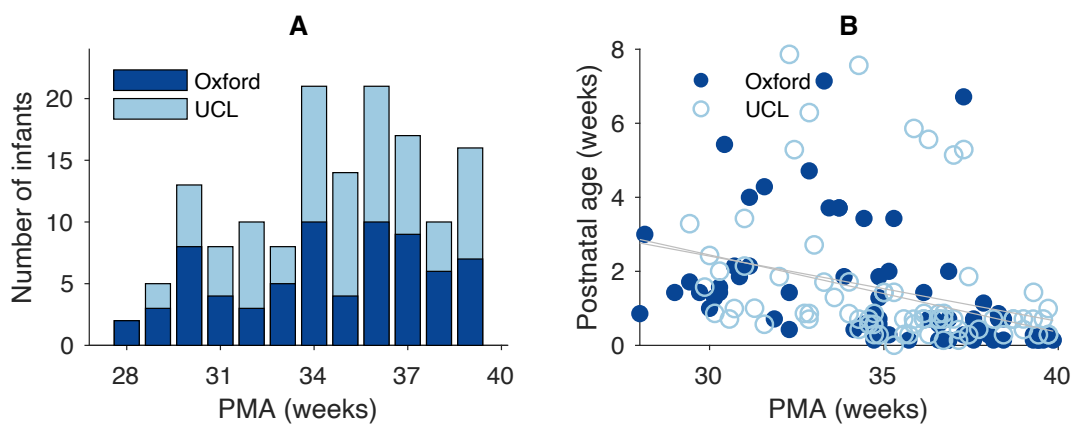 A
Number of infants
20
15
10
5
0
Oxford
UCL
28
31
34
37
40
PMA (weeks)
B
Postnatal age (weeks)
8
6
4
2
0
Oxford
UCL
30
35
40
PMA (weeks)